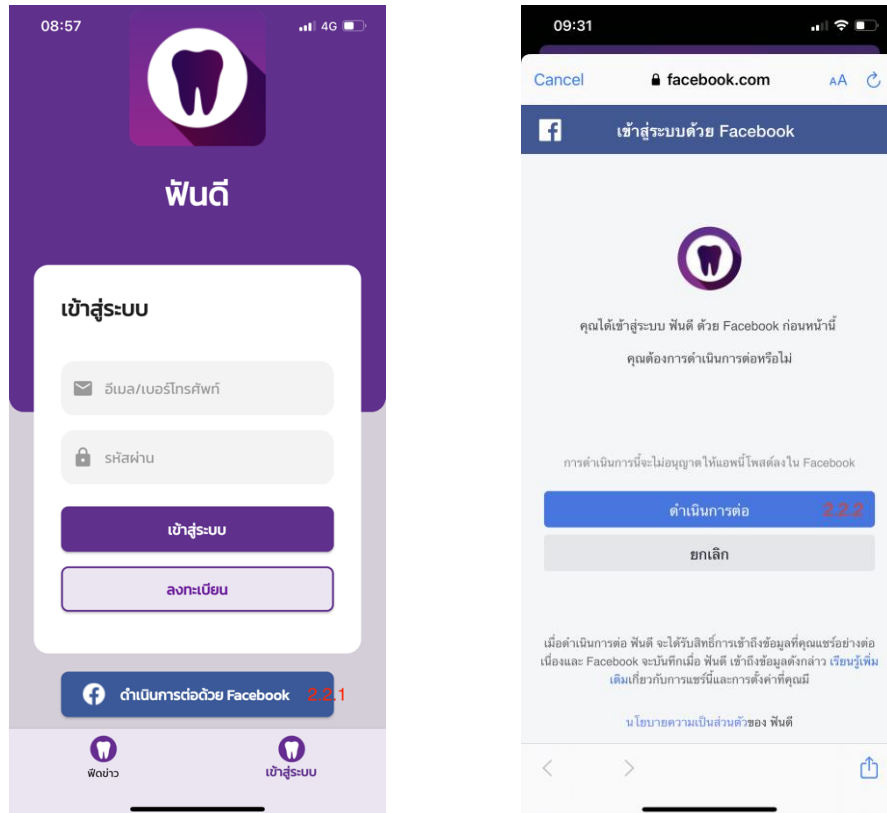 08:57
4G
ฟันดี
เข้าสู่ระบบ
อีเมล/เบอร์โทรศัพท์
รหัสผ่าน
เข้าสู่ระบบ
ลงทะเบียน
ดำเนินการต่อด้วย Facebook 2.2.1
ฟีดข่าว
เข้าสู่ระบบ
09:31
Cancel facebook.com AA
เข้าสู่ระบบด้วย Facebook
คุณได้เข้าสู่ระบบ ฟันดี ด้วย Facebook ก่อนหน้านี้
คุณต้องการดำเนินการต่อหรือไม่
การดำเนินการนี้จะไม่อนุญาตให้แอพนี้โพสต์ลงใน Facebook
ดำเนินการต่อ 2.2.2
ยกเลิก
เมื่อดำเนินการต่อ ฟันดี จะได้รับสิทธิ์การเข้าถึงข้อมูลที่คุณแชร์อย่างต่อ
เนื่องและ Facebook จะบันทึกเมื่อ ฟันดี เข้าถึงข้อมูลดังกล่าว เรียนรู้เพิ่ม
เติมเกี่ยวกับการแชร์นี้และการตั้งค่าที่คุณมี
นโยบายความเป็นส่วนตัวของ ฟันดี